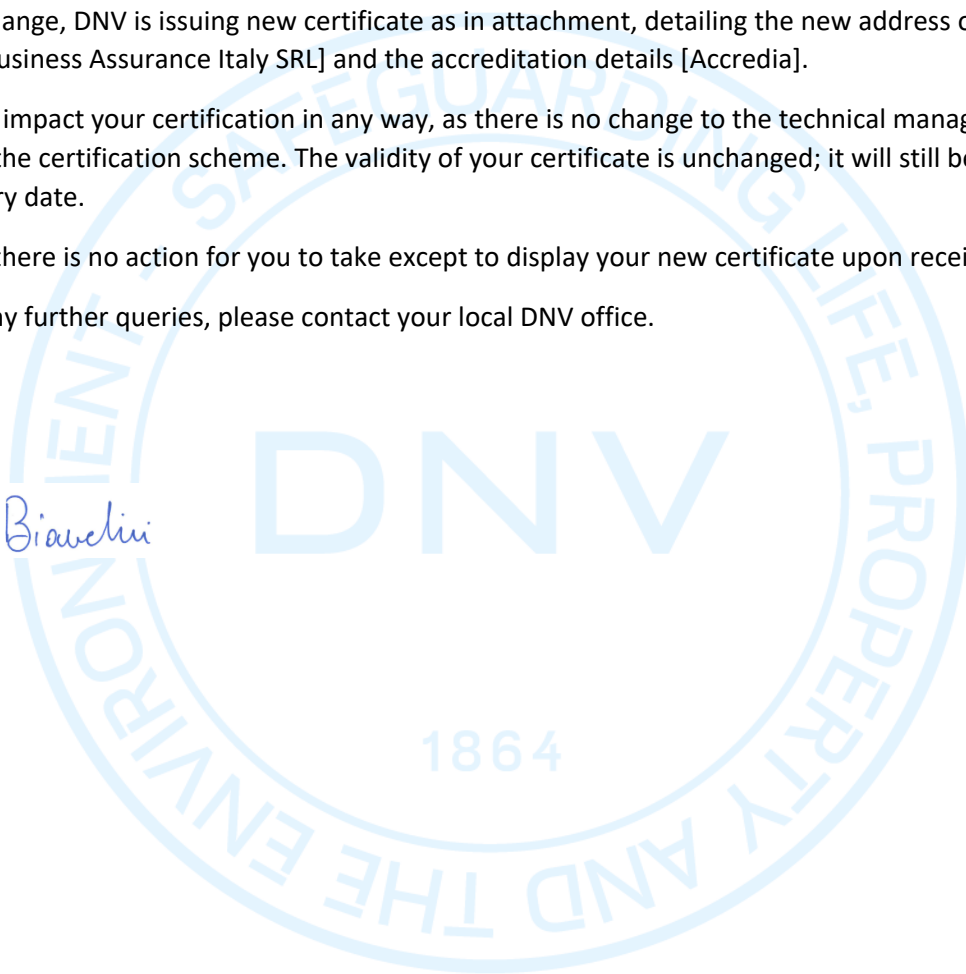 ange, DNV is issuing new certificate as in attachment, detailing the new address o
usiness Assurance Italy SRL] and the accreditation details [Accredia].
impact your certification in any way, as there is no change to the technical manag
the certification scheme. The validity of your certificate is unchanged; it will still be
ry date.
here is no action for you to take except to display your new certificate upon recei
ny further queries, please contact your local DNV office.
SAFEGUARDING LIFE, PROPERTY AND THE ENVIRON IENT -
DNV
Biavelini
1864